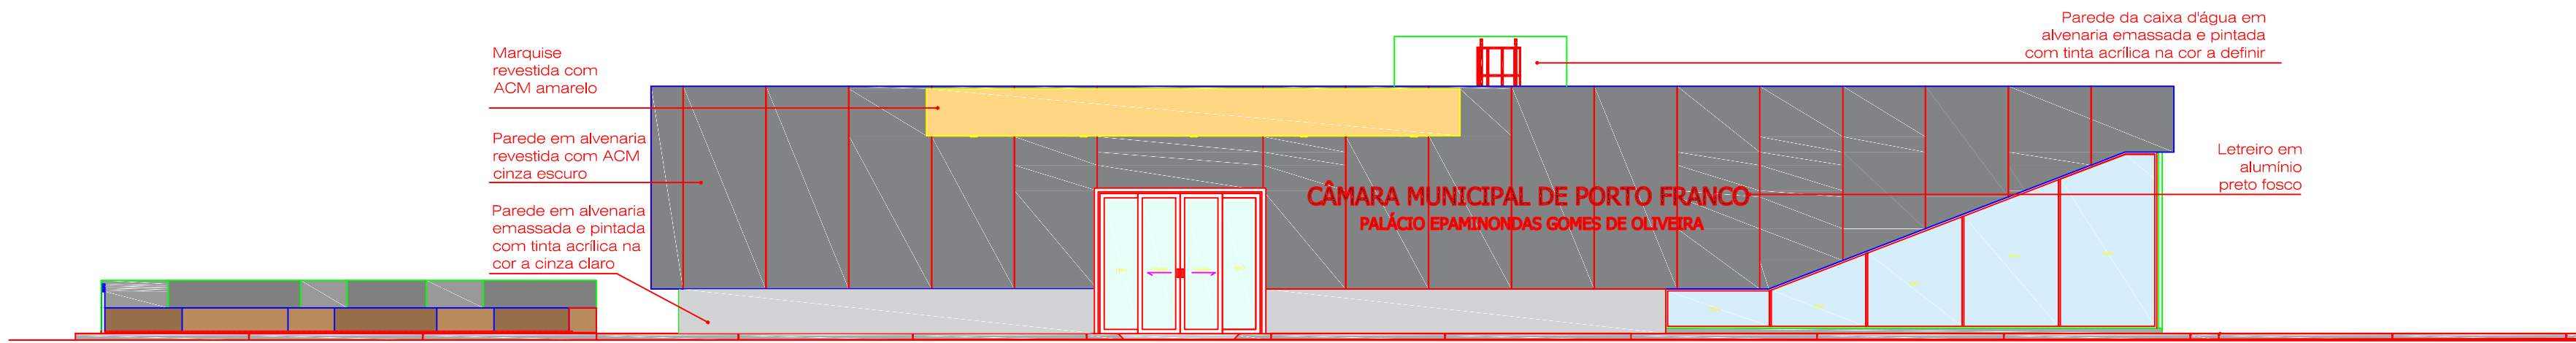 Marquise
revestida com
ACM amarelo
Parede em alvenaria
revestida com ACM
cinza escuro
Parede em alvenaria
emassada e pintada
com tinta acrílica na
cor a cinza claro
CÂMARA MUNICIPAL DE PORTO FRANCO
PALÁCIO EPAMINONDAS GOMES DE OLIVEIRA
Parede da caixa d'água em
alvenaria emassada e pintada
com tinta acrílica na cor a definir
Letreiro em
alumínio
preto fosco